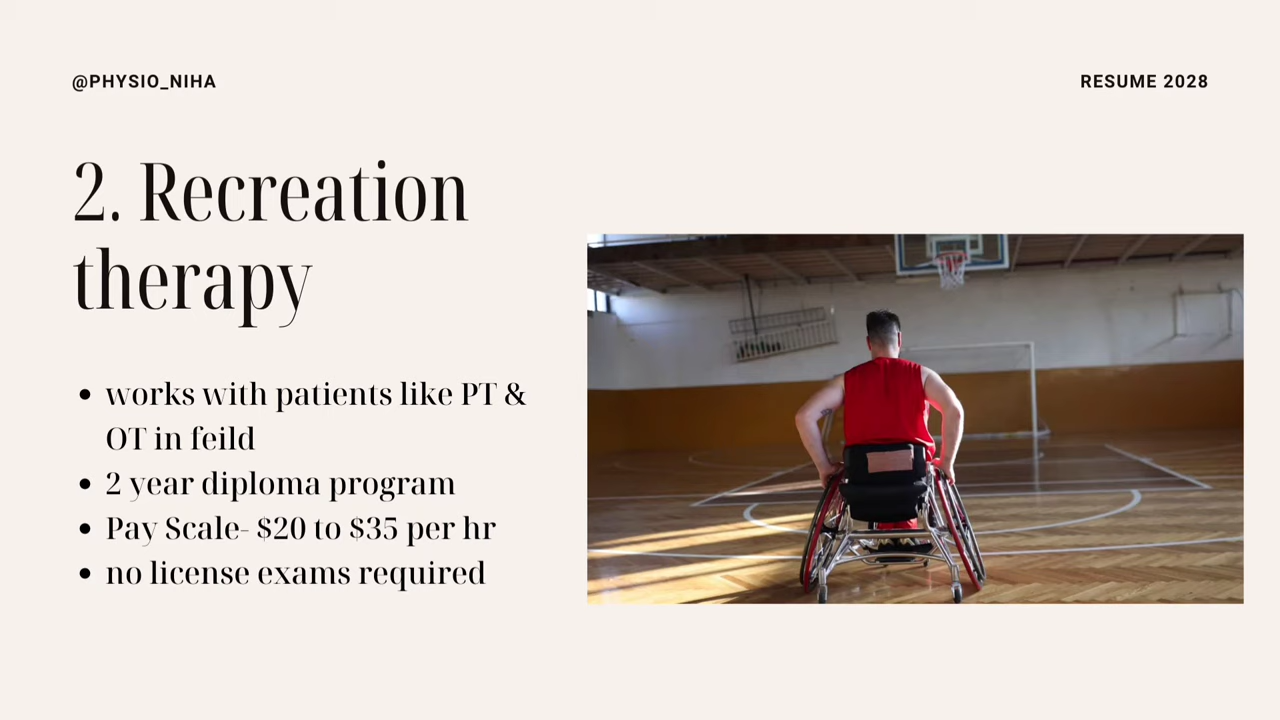 @PHYSIO_NIHA
RESUME 2028
2. Recreation
therapy
• works with patients like PT &
OT in feild
• 2 year diploma program
• Pay Scale- $20 to $35 per hr
• no license exams required